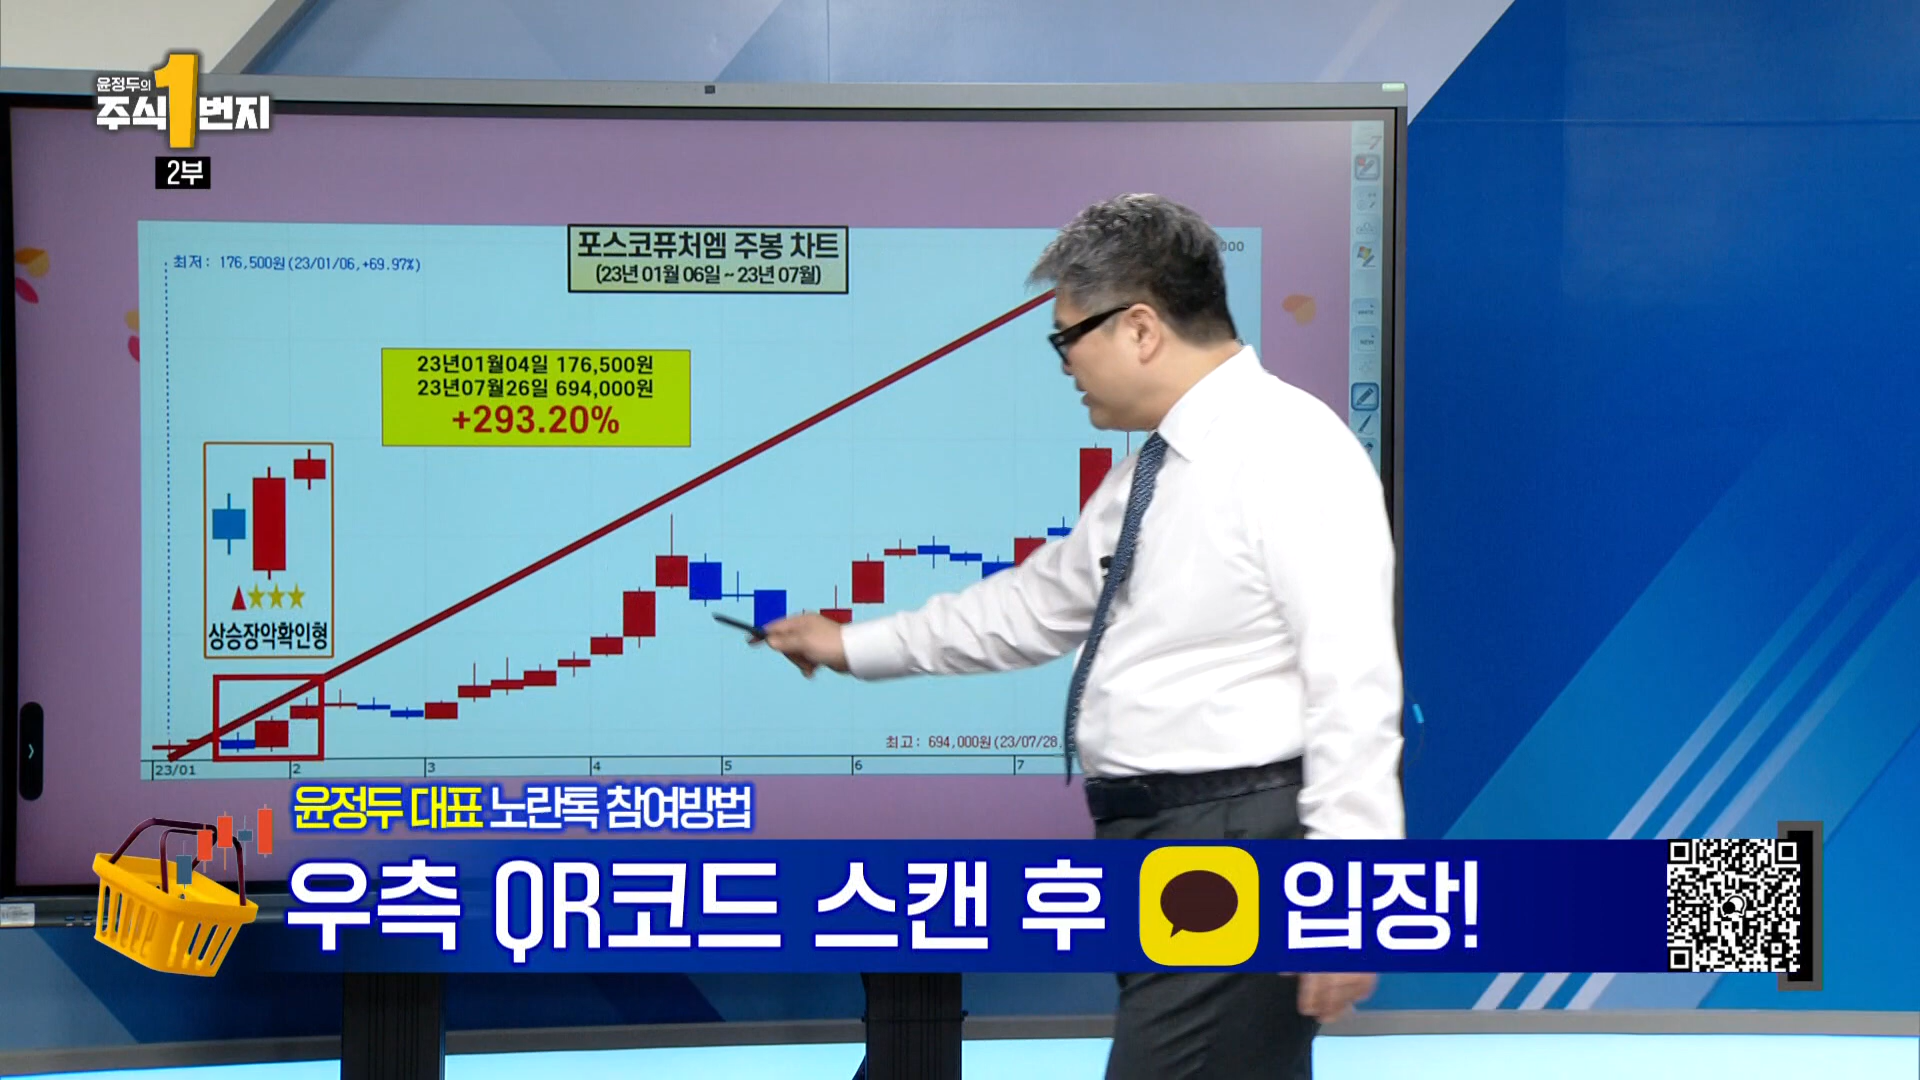 윤정두의
주식1번지
2부
포스코퓨처엠 주봉 차트
(23년 01월 06일 ~ 23년 07월)
최저: 176,500원(23/01/06,+69.97%)
23년01월04일 176,500원
23년07월26일 694,000원
+293.20%
상승장악확인형
최고: 694,000원(23/07/28,
23/01
2
3
4
5
6
7
윤정두 대표 노란톡 참여방법
우측 QR코드 스캔 후 입장!